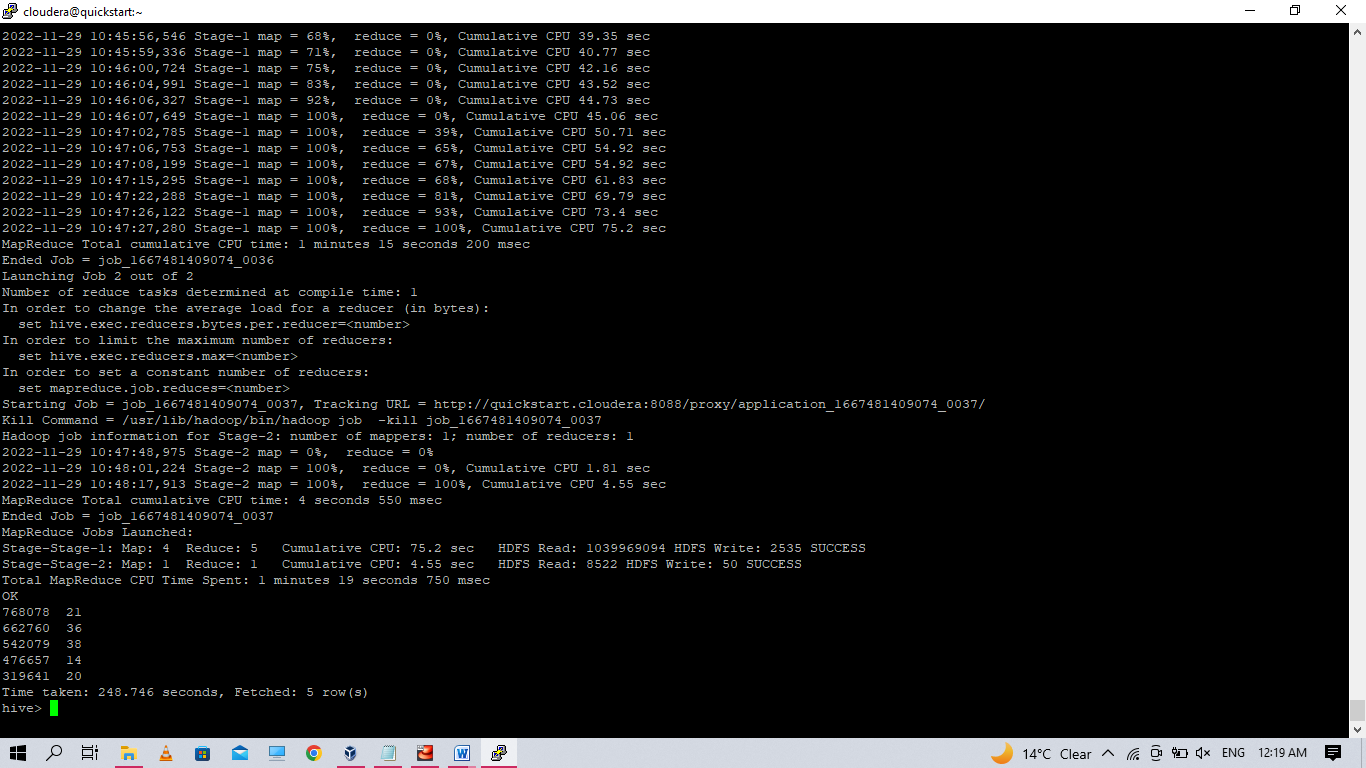 cloudera@quickstart:~
2022-11-29 10:45:56,546 Stage-1 map = 68%,  reduce = 0%, Cumulative CPU 39.35 sec
2022-11-29 10:45:59,336 Stage-1 map = 71%,  reduce = 0%, Cumulative CPU 40.77 sec
2022-11-29 10:46:00,724 Stage-1 map = 75%,  reduce = 0%, Cumulative CPU 42.16 sec
2022-11-29 10:46:04,991 Stage-1 map = 83%,  reduce = 0%, Cumulative CPU 43.52 sec
2022-11-29 10:46:06,327 Stage-1 map = 92%,  reduce = 0%, Cumulative CPU 44.73 sec
2022-11-29 10:46:07,649 Stage-1 map = 100%,  reduce = 0%, Cumulative CPU 45.06 sec
2022-11-29 10:47:02,785 Stage-1 map = 100%,  reduce = 39%, Cumulative CPU 50.71 sec
2022-11-29 10:47:06,753 Stage-1 map = 100%,  reduce = 65%, Cumulative CPU 54.92 sec
2022-11-29 10:47:08,199 Stage-1 map = 100%,  reduce = 67%, Cumulative CPU 54.92 sec
2022-11-29 10:47:15,295 Stage-1 map = 100%,  reduce = 68%, Cumulative CPU 61.83 sec
2022-11-29 10:47:22,288 Stage-1 map = 100%,  reduce = 81%, Cumulative CPU 69.79 sec
2022-11-29 10:47:26,122 Stage-1 map = 100%,  reduce = 93%, Cumulative CPU 73.4 sec
2022-11-29 10:47:27,280 Stage-1 map = 100%,  reduce = 100%, Cumulative CPU 75.2 sec
MapReduce Total cumulative CPU time: 1 minutes 15 seconds 200 msec
Ended Job = job_1667481409074_0036
Launching Job 2 out of 2
Number of reduce tasks determined at compile time: 1
In order to change the average load for a reducer (in bytes):
  set hive.exec.reducers.bytes.per.reducer=<number>
In order to limit the maximum number of reducers:
  set hive.exec.reducers.max=<number>
In order to set a constant number of reducers:
  set mapreduce.job.reduces=<number>
Starting Job = job_1667481409074_0037, Tracking URL = http://quickstart.cloudera:8088/proxy/application_1667481409074_0037/
Kill Command = /usr/lib/hadoop/bin/hadoop job  -kill job_1667481409074_0037
Hadoop job information for Stage-2: number of mappers: 1; number of reducers: 1
2022-11-29 10:47:48,975 Stage-2 map = 0%,  reduce = 0%
2022-11-29 10:48:01,224 Stage-2 map = 100%,  reduce = 0%, Cumulative CPU 1.81 sec
2022-11-29 10:48:17,913 Stage-2 map = 100%,  reduce = 100%, Cumulative CPU 4.55 sec
MapReduce Total cumulative CPU time: 4 seconds 550 msec
Ended Job = job_1667481409074_0037
MapReduce Jobs Launched:
Stage-Stage-1: Map: 4  Reduce: 5   Cumulative CPU: 75.2 sec   HDFS Read: 1039969094 HDFS Write: 2535 SUCCESS
Stage-Stage-2: Map: 1  Reduce: 1   Cumulative CPU: 4.55 sec   HDFS Read: 8522 HDFS Write: 50 SUCCESS
Total MapReduce CPU Time Spent: 1 minutes 19 seconds 750 msec
OK
768078  21
662760  36
542079  38
476657  14
319641  20
Time taken: 248.746 seconds, Fetched: 5 row(s)
hive>
14°C Clear ENG 12:19 AM